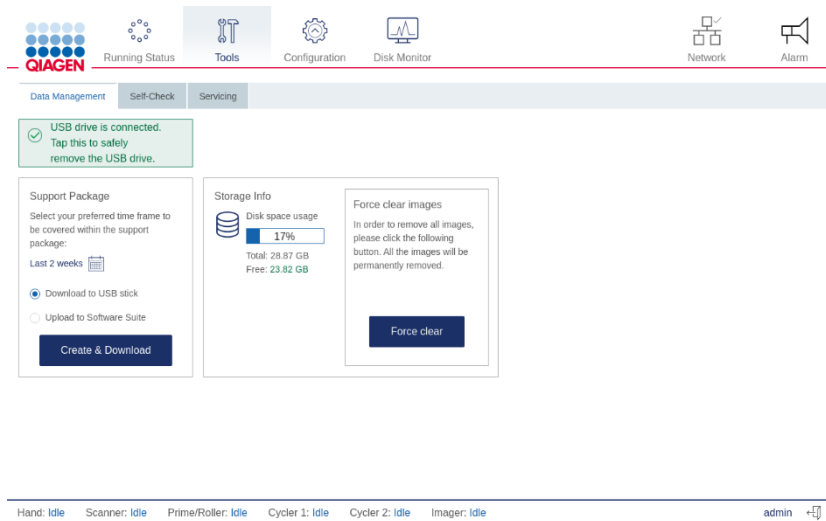 QIAGEN
Running Status
Tools
Configuration
Disk Monitor
Network
Alarm
Data Management
Self-Check
Servicing
USB drive is connected.
Tap this to safely
remove the USB drive.
Support Package
Select your preferred time frame to
be covered within the support
package:
Last 2 weeks
Download to USB stick
Upload to Software Suite
Create & Download
Storage Info
Disk space usage
17%
Total: 28.87 GB
Free: 23.82 GB
Force clear images
In order to remove all images,
please click the following
button. All the images will be
permanently removed.
Force clear
Hand: Idle
Scanner: Idle
Prime/Roller: Idle
Cycler 1: Idle
Cycler 2: Idle
Imager: Idle
admin